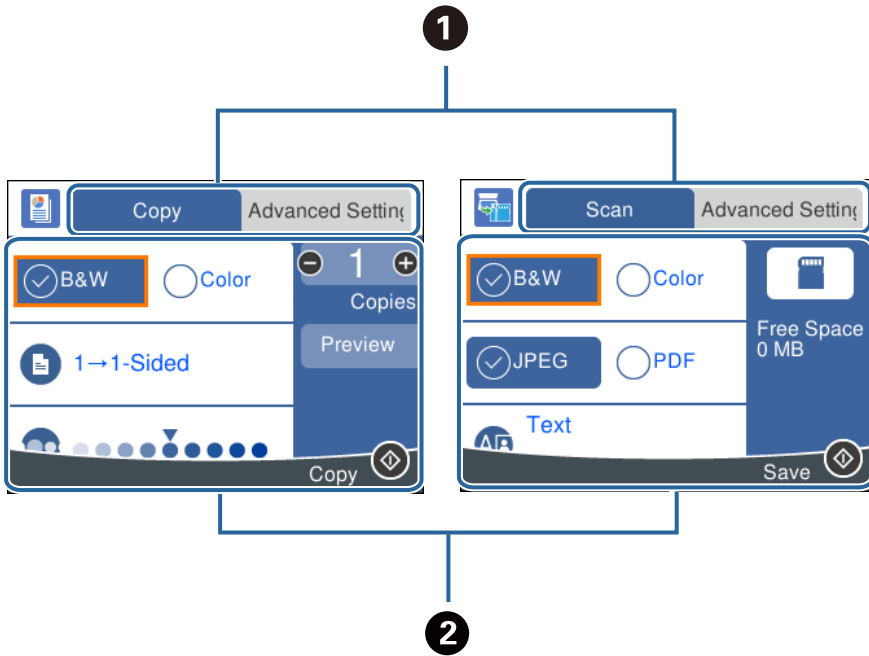 1
Copy
Advanced Setting
B&W
Color
1
Copies
1→1-Sided
Preview
Copy
Scan
Advanced Setting
B&W
Color
JPEG
PDF
Free Space
0 MB
Text
Save
2